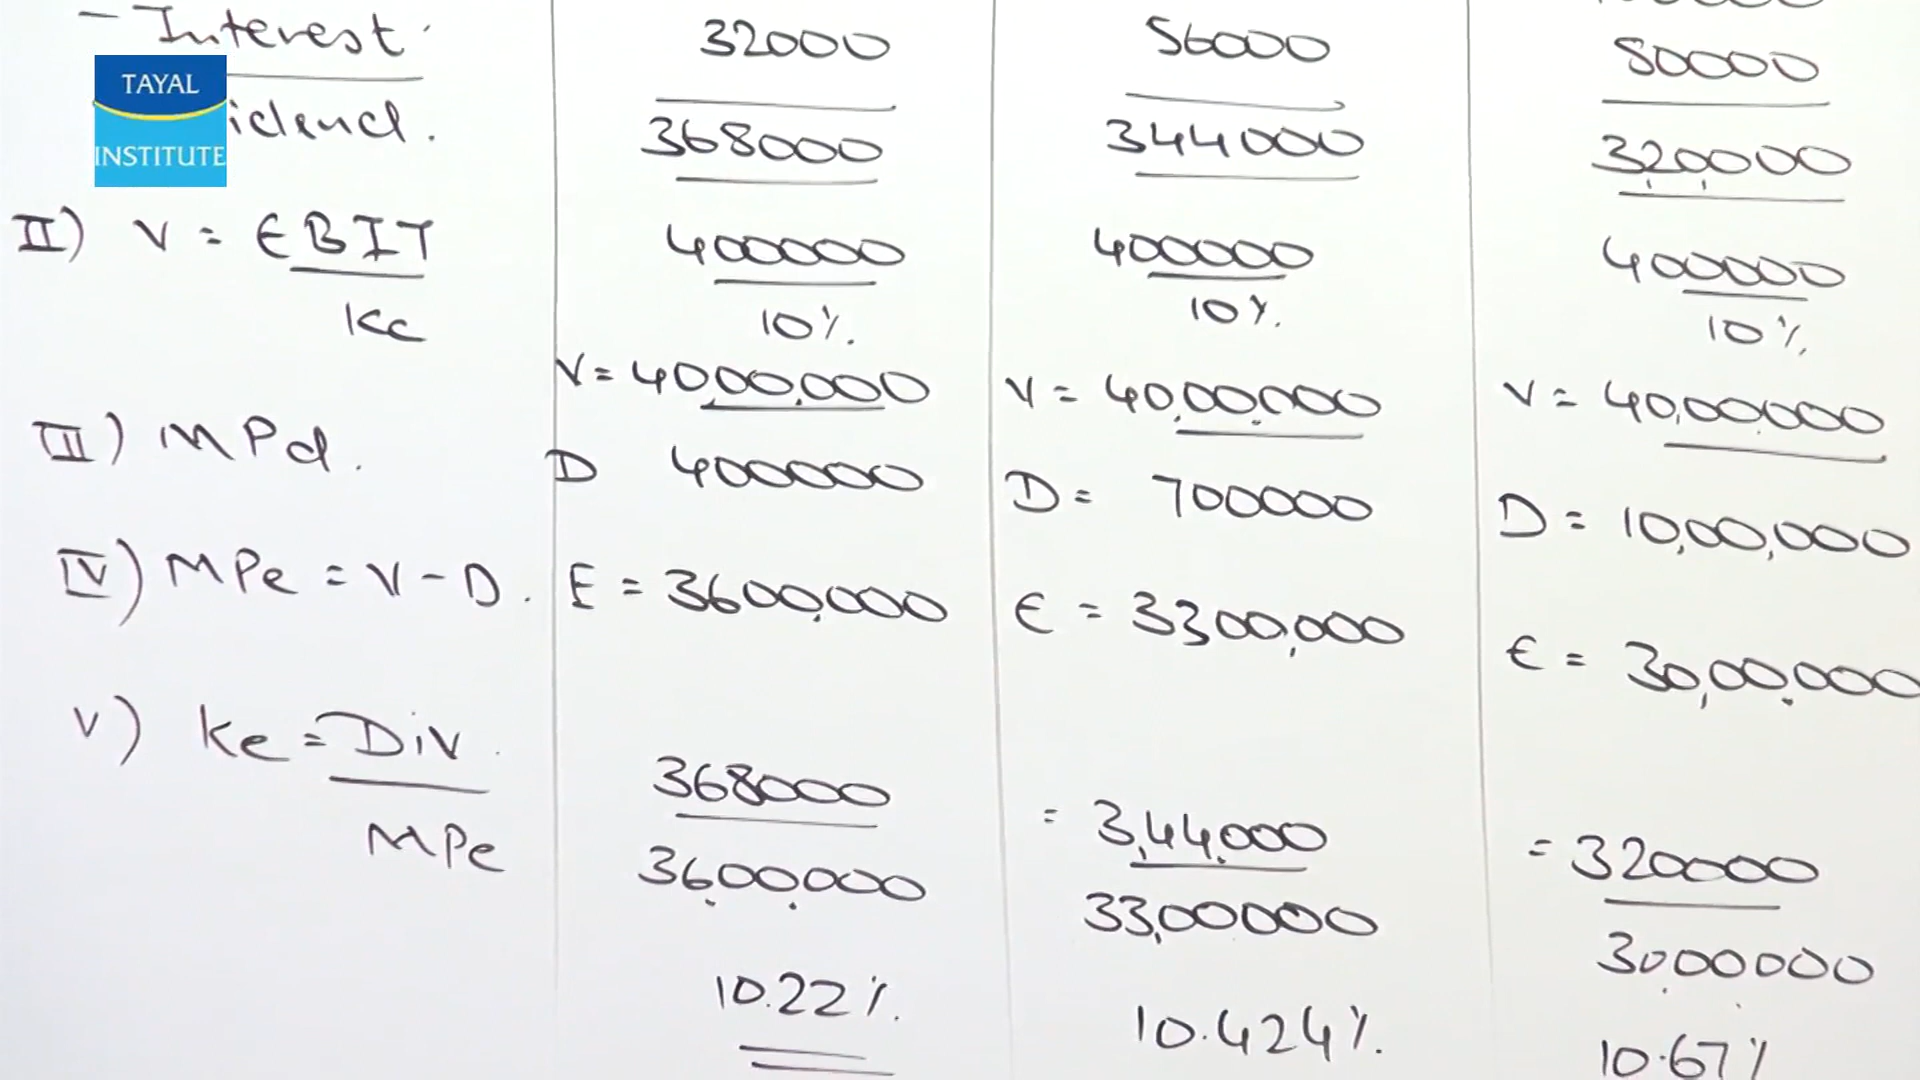 - Interest 32000 56000 80000
TAYAL
INSTITUTE
idend. 368000 344000 3,20,000
II) V = EBIT 400000 400000 400000
Kc 10%. 10%. 10%.
V = 40,00,000 V = 40,00,000 V = 40,00,000
III) MPd. D 400000 D = 700000 D = 10,00,000
IV) MPe = V - D. E = 3600,000 E = 3300,000 E = 30,00,000
V) Ke = Div. 368000 = 3,44,000 = 320000
MPe 36,00,000 33,00000 30,00000
10.22%. 10.424%. 10.67%